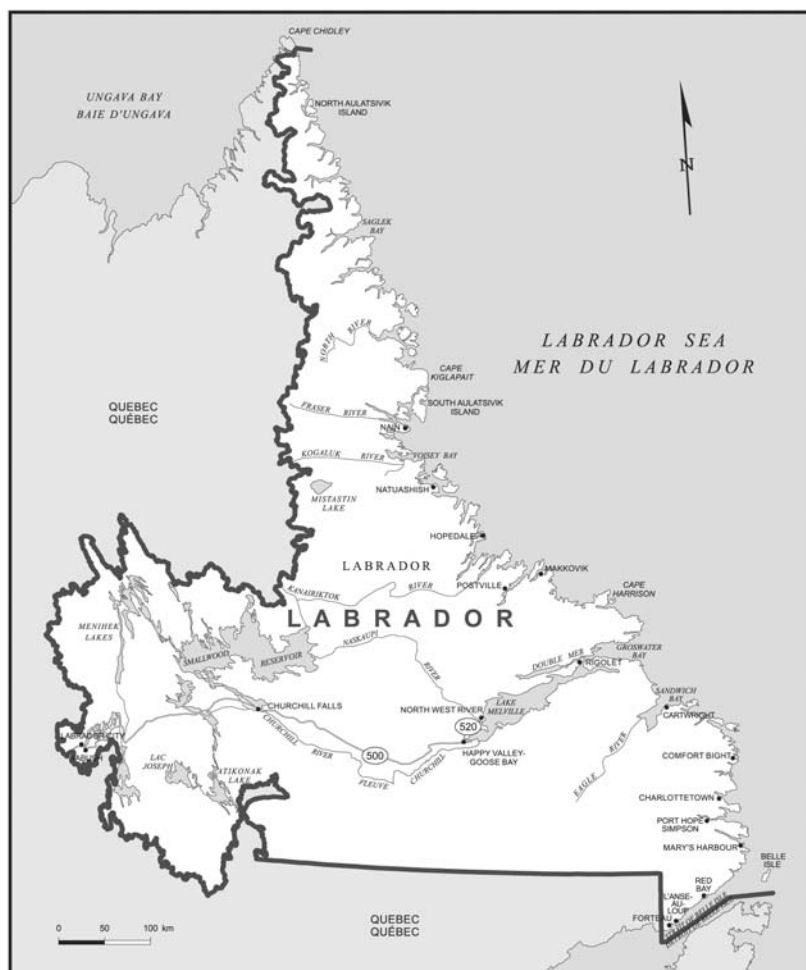 CAPE CHIDLEY
UNGAVA BAY
BAIE D'UNGAVA
NORTH AULATSIVIK
ISLAND
N
SAGLEK
BAY
NORTH RIVER
LABRADOR SEA
MER DU LABRADOR
CAPE
KIGLAPAIT
QUEBEC
QUÉBEC
SOUTH AULATSIVIK
ISLAND
FRASER RIVER
NAIN
KOGALUK RIVER
VOISEY BAY
NATUASHISH
MISTASTIN
LAKE
HOPEDALE
LABRADOR
MAKKOVIK
POSTVILLE
KANAIRIKTOK RIVER
CAPE
HARRISON
LABRADOR
MENIHEK
LAKES
NASKAUPI RIVER
GROSWATER
BAY
SMALLWOOD RESERVOIR
DOUBLE MER
RIGOLET
SANDWICH
BAY
LAKE
MELVILLE
CHURCHILL FALLS
NORTH WEST RIVER
CARTWRIGHT
520
LABRADOR CITY
WABUSH
CHURCHILL RIVER
500
HAPPY VALLEY-
GOOSE BAY
FLEUVE CHURCHILL
EAGLE RIVER
COMFORT BIGHT
LAC
JOSEPH
ATIKONAK
LAKE
CHARLOTTETOWN
PORT HOPE
SIMPSON
MARY'S HARBOUR
BELLE
ISLE
RED
BAY
L'ANSE-
AU-
LOUP
FORTEAU
QUEBEC
QUÉBEC
0 50 100 km